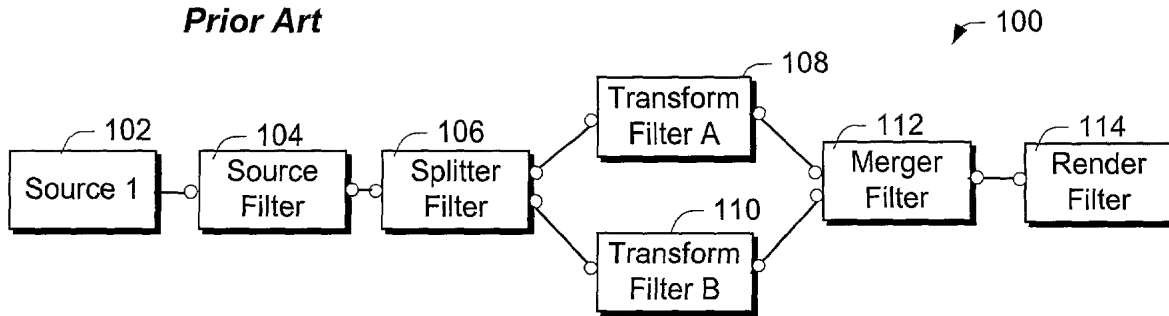 Prior Art
100
102
Source 1
104
Source
Filter
106
Splitter
Filter
108
Transform
Filter A
110
Transform
Filter B
112
Merger
Filter
114
Render
Filter